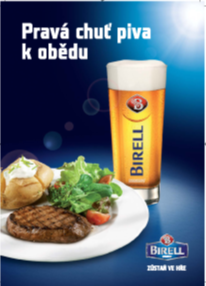 Pravá chuť piva
k obědu
BIRELL
BIRELL
ZŮSTAŇ VE HŘE